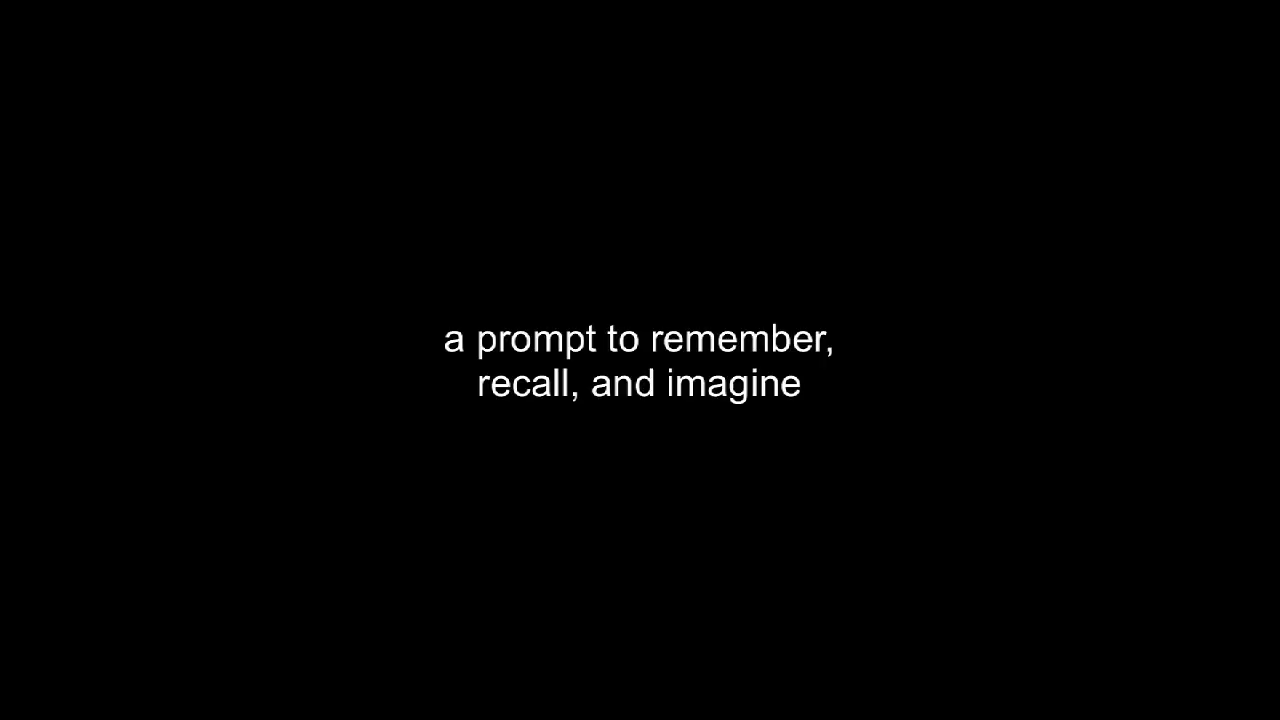 a prompt to remember,
recall, and imagine